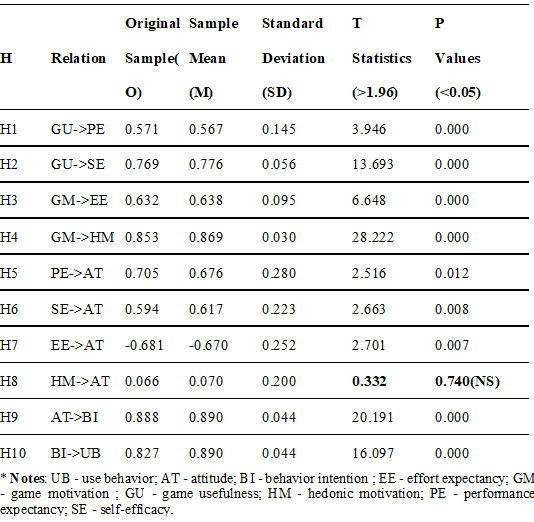 Original Sample Standard T P
H Relation Sample( Mean Deviation Statistics Values
O) (M) (SD) (>1.96) (<0.05)
H1 GU->PE 0.571 0.567 0.145 3.946 0.000
H2 GU->SE 0.769 0.776 0.056 13.693 0.000
H3 GM->EE 0.632 0.638 0.095 6.648 0.000
H4 GM->HM 0.853 0.869 0.030 28.222 0.000
H5 PE->AT 0.705 0.676 0.280 2.516 0.012
H6 SE->AT 0.594 0.617 0.223 2.663 0.008
H7 EE->AT -0.681 -0.670 0.252 2.701 0.007
H8 HM->AT 0.066 0.070 0.200 0.332 0.740(NS)
H9 AT->BI 0.888 0.890 0.044 20.191 0.000
H10 BI->UB 0.827 0.890 0.044 16.097 0.000
* Notes: UB - use behavior; AT - attitude; BI - behavior intention ; EE - effort expectancy; GM
- game motivation ; GU - game usefulness; HM - hedonic motivation; PE - performance
expectancy; SE - self-efficacy.